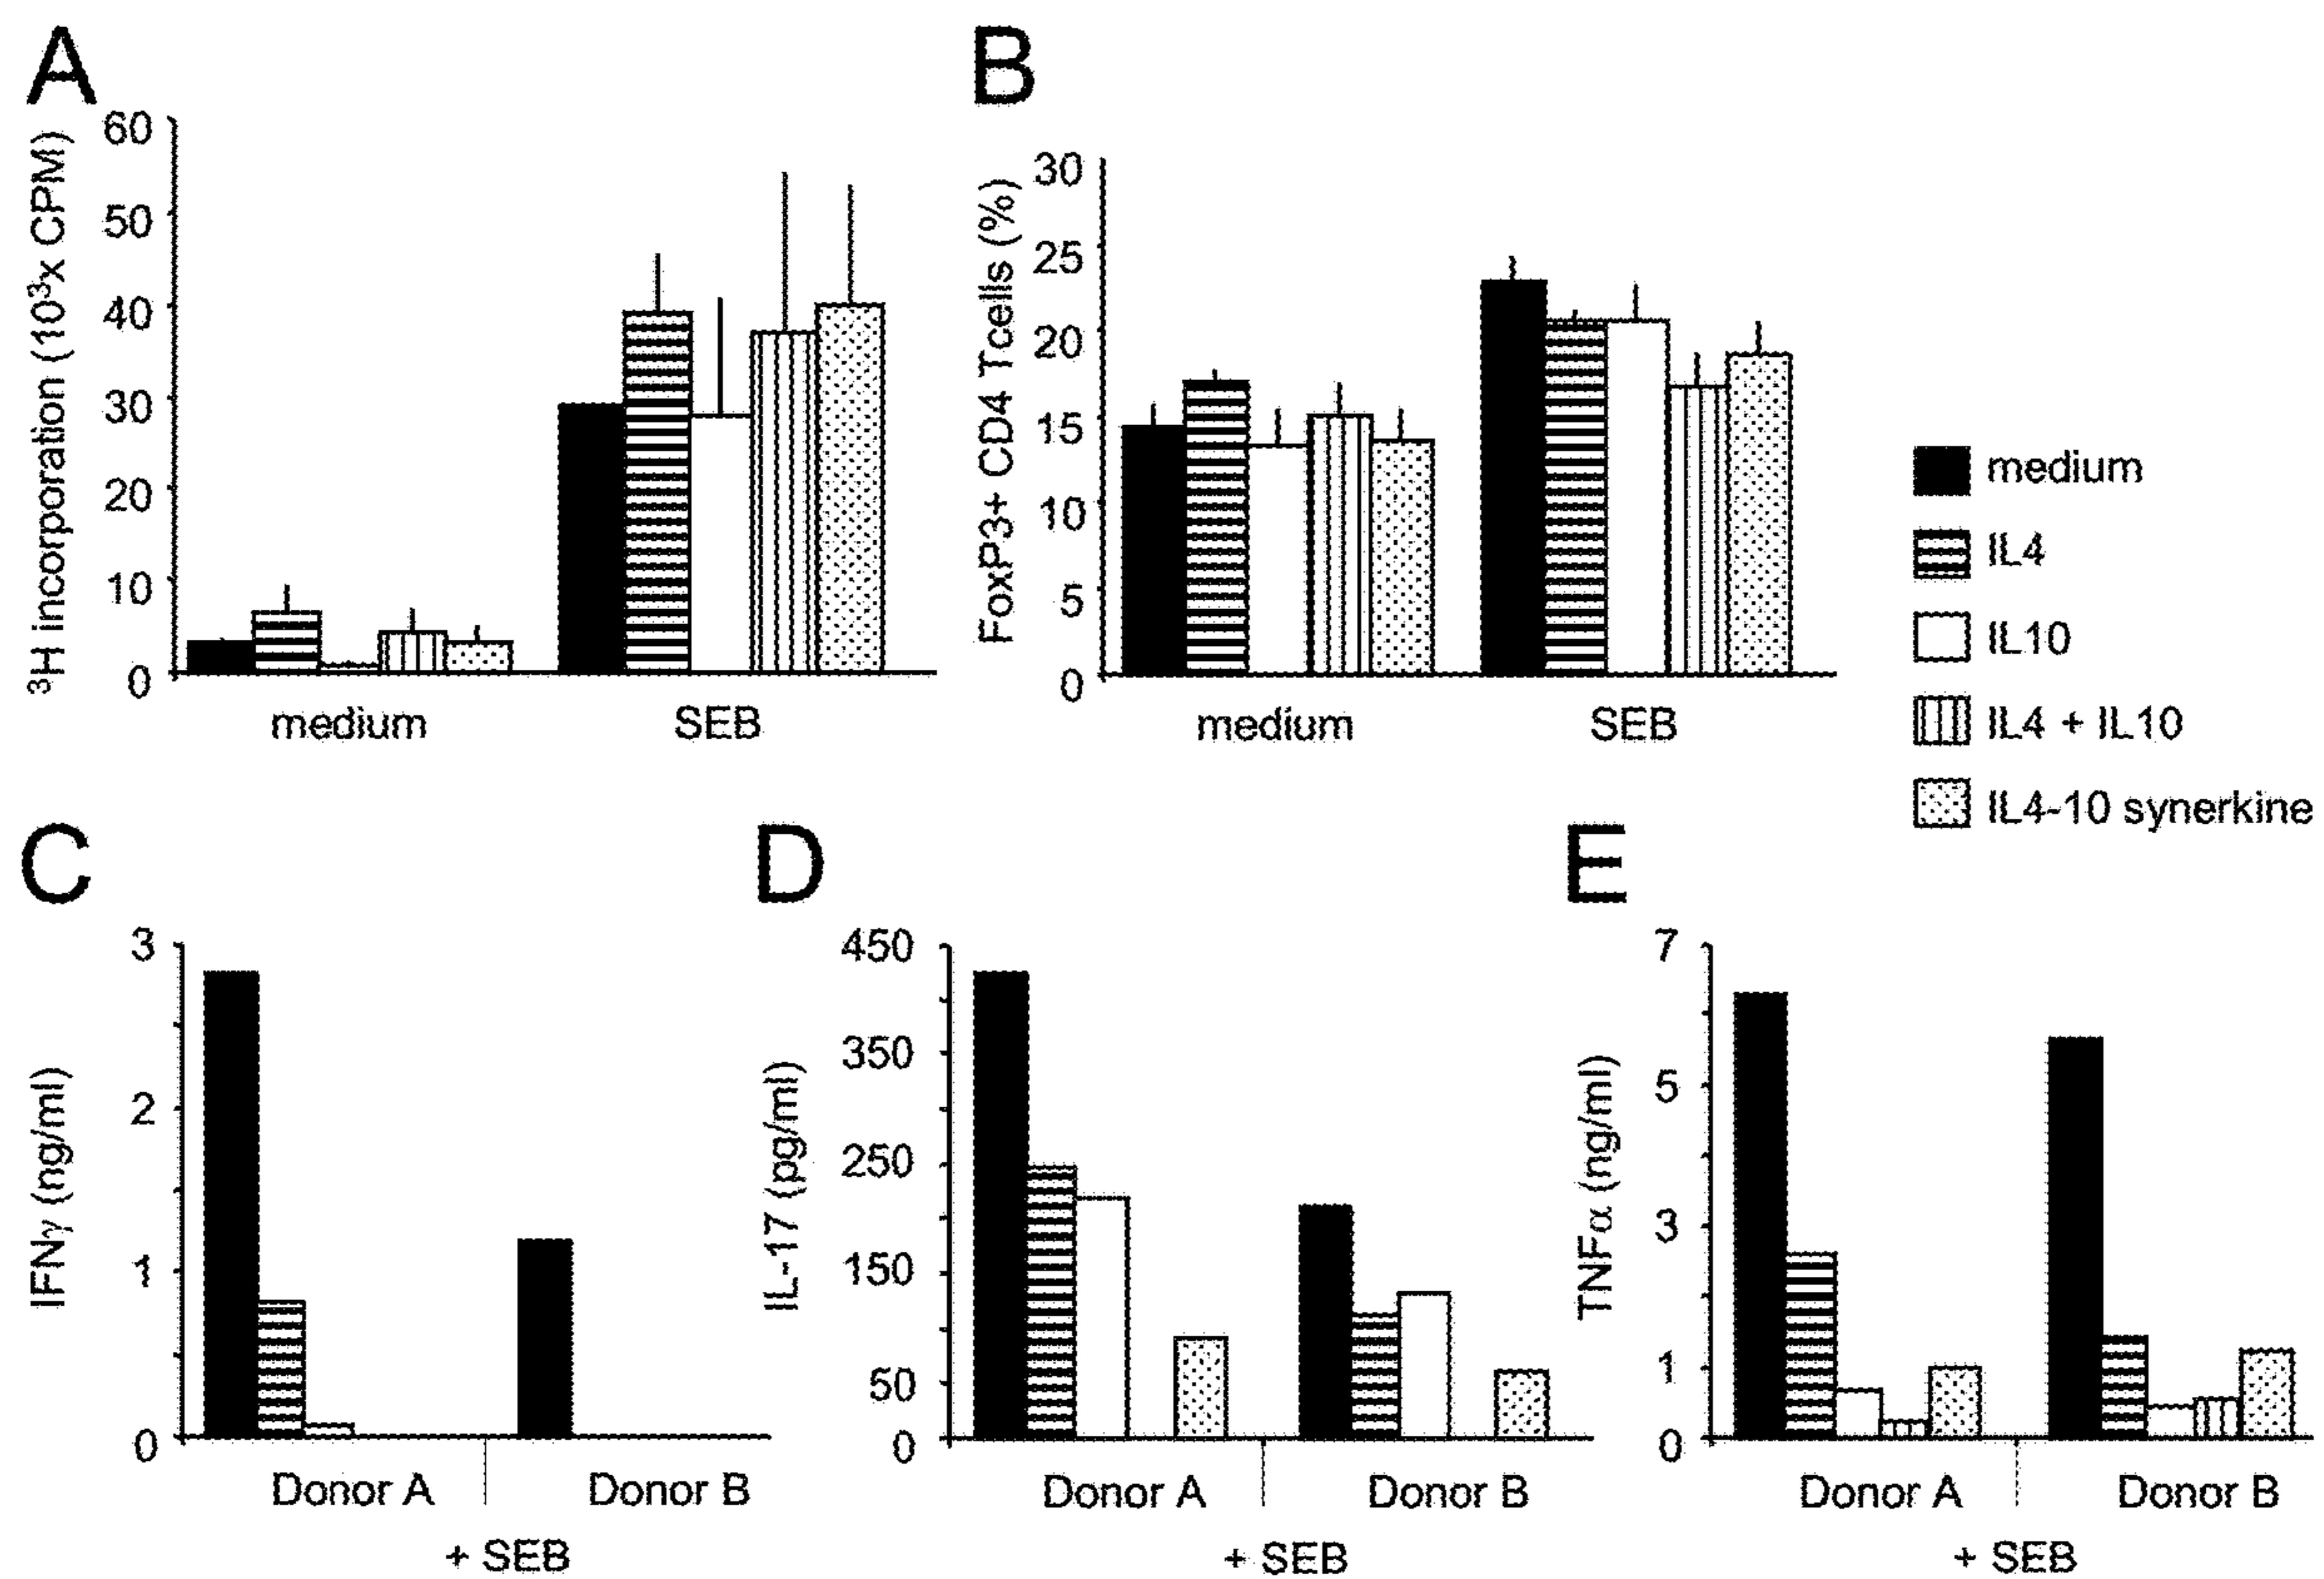 A
³H incorporation (10³x CPM)
60
50
40
30
20
10
0
medium
SEB
B
FoxP3+ CD4 Tcells (%)
30
25
20
15
10
5
0
medium
SEB
medium
IL4
IL10
IL4 + IL10
IL4-10 synerkine
C
IFNγ (ng/ml)
3
2
1
0
Donor A
Donor B
+ SEB
D
IL-17 (pg/ml)
450
350
250
150
50
0
Donor A
Donor B
+ SEB
E
TNFα (ng/ml)
7
5
3
1
0
Donor A
Donor B
+ SEB